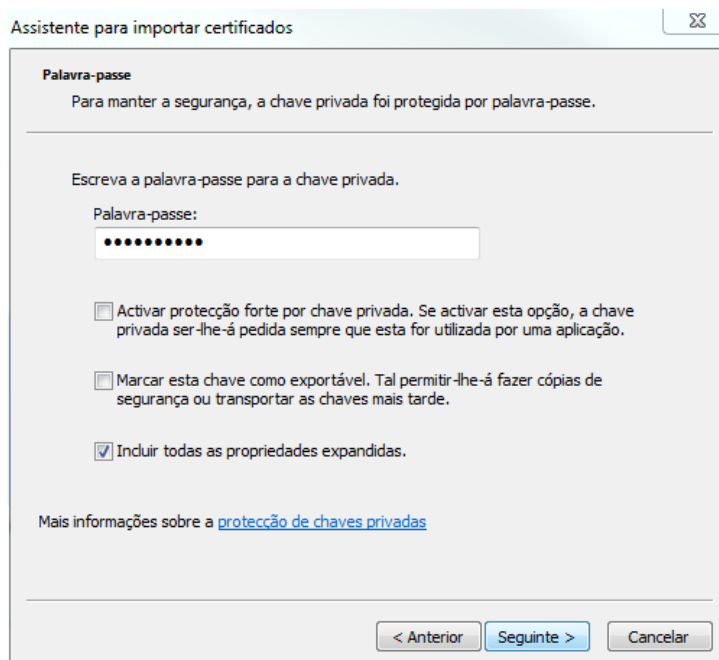 Assistente para importar certificados
Palavra-passe
Para manter a segurança, a chave privada foi protegida por palavra-passe.
Escreva a palavra-passe para a chave privada.
Palavra-passe:
••••••••••
Activar protecção forte por chave privada. Se activar esta opção, a chave
privada ser-lhe-á pedida sempre que esta for utilizada por uma aplicação.
Marcar esta chave como exportável. Tal permitir-lhe-á fazer cópias de
segurança ou transportar as chaves mais tarde.
Incluir todas as propriedades expandidas.
Mais informações sobre a protecção de chaves privadas
< Anterior Seguinte > Cancelar